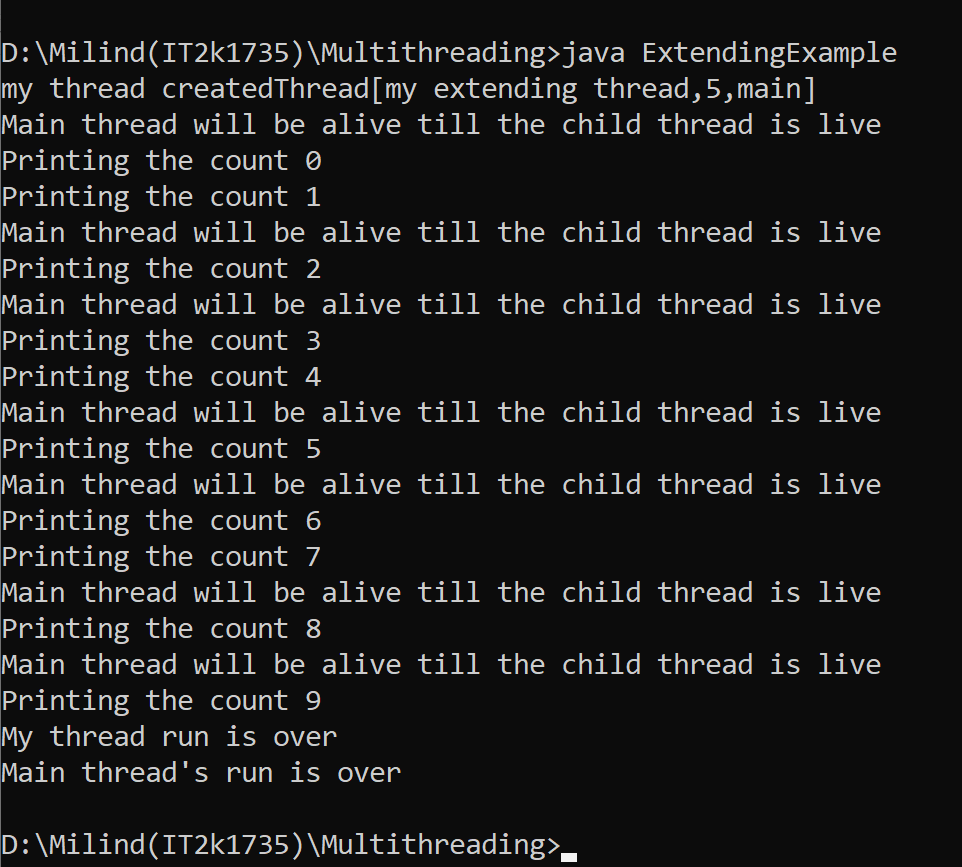 D:\Milind(IT2k1735)\Multithreading>java ExtendingExample
my thread createdThread[my extending thread,5,main]
Main thread will be alive till the child thread is live
Printing the count 0
Printing the count 1
Main thread will be alive till the child thread is live
Printing the count 2
Main thread will be alive till the child thread is live
Printing the count 3
Printing the count 4
Main thread will be alive till the child thread is live
Printing the count 5
Main thread will be alive till the child thread is live
Printing the count 6
Printing the count 7
Main thread will be alive till the child thread is live
Printing the count 8
Main thread will be alive till the child thread is live
Printing the count 9
My thread run is over
Main thread's run is over
D:\Milind(IT2k1735)\Multithreading>